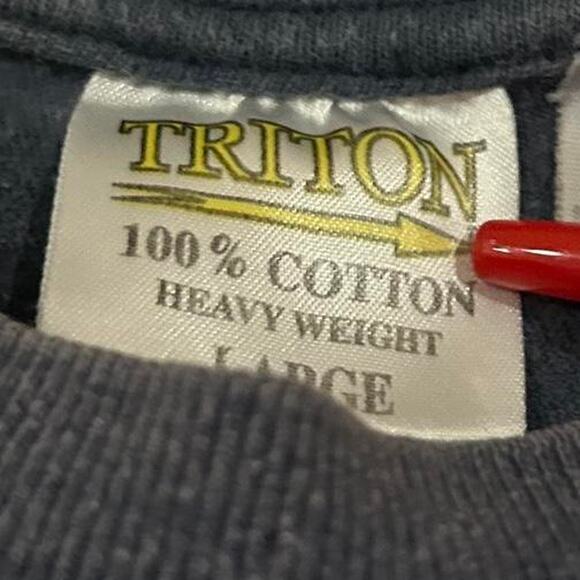 TRITON
100% COTTON
HEAVY WEIGHT
LARGE